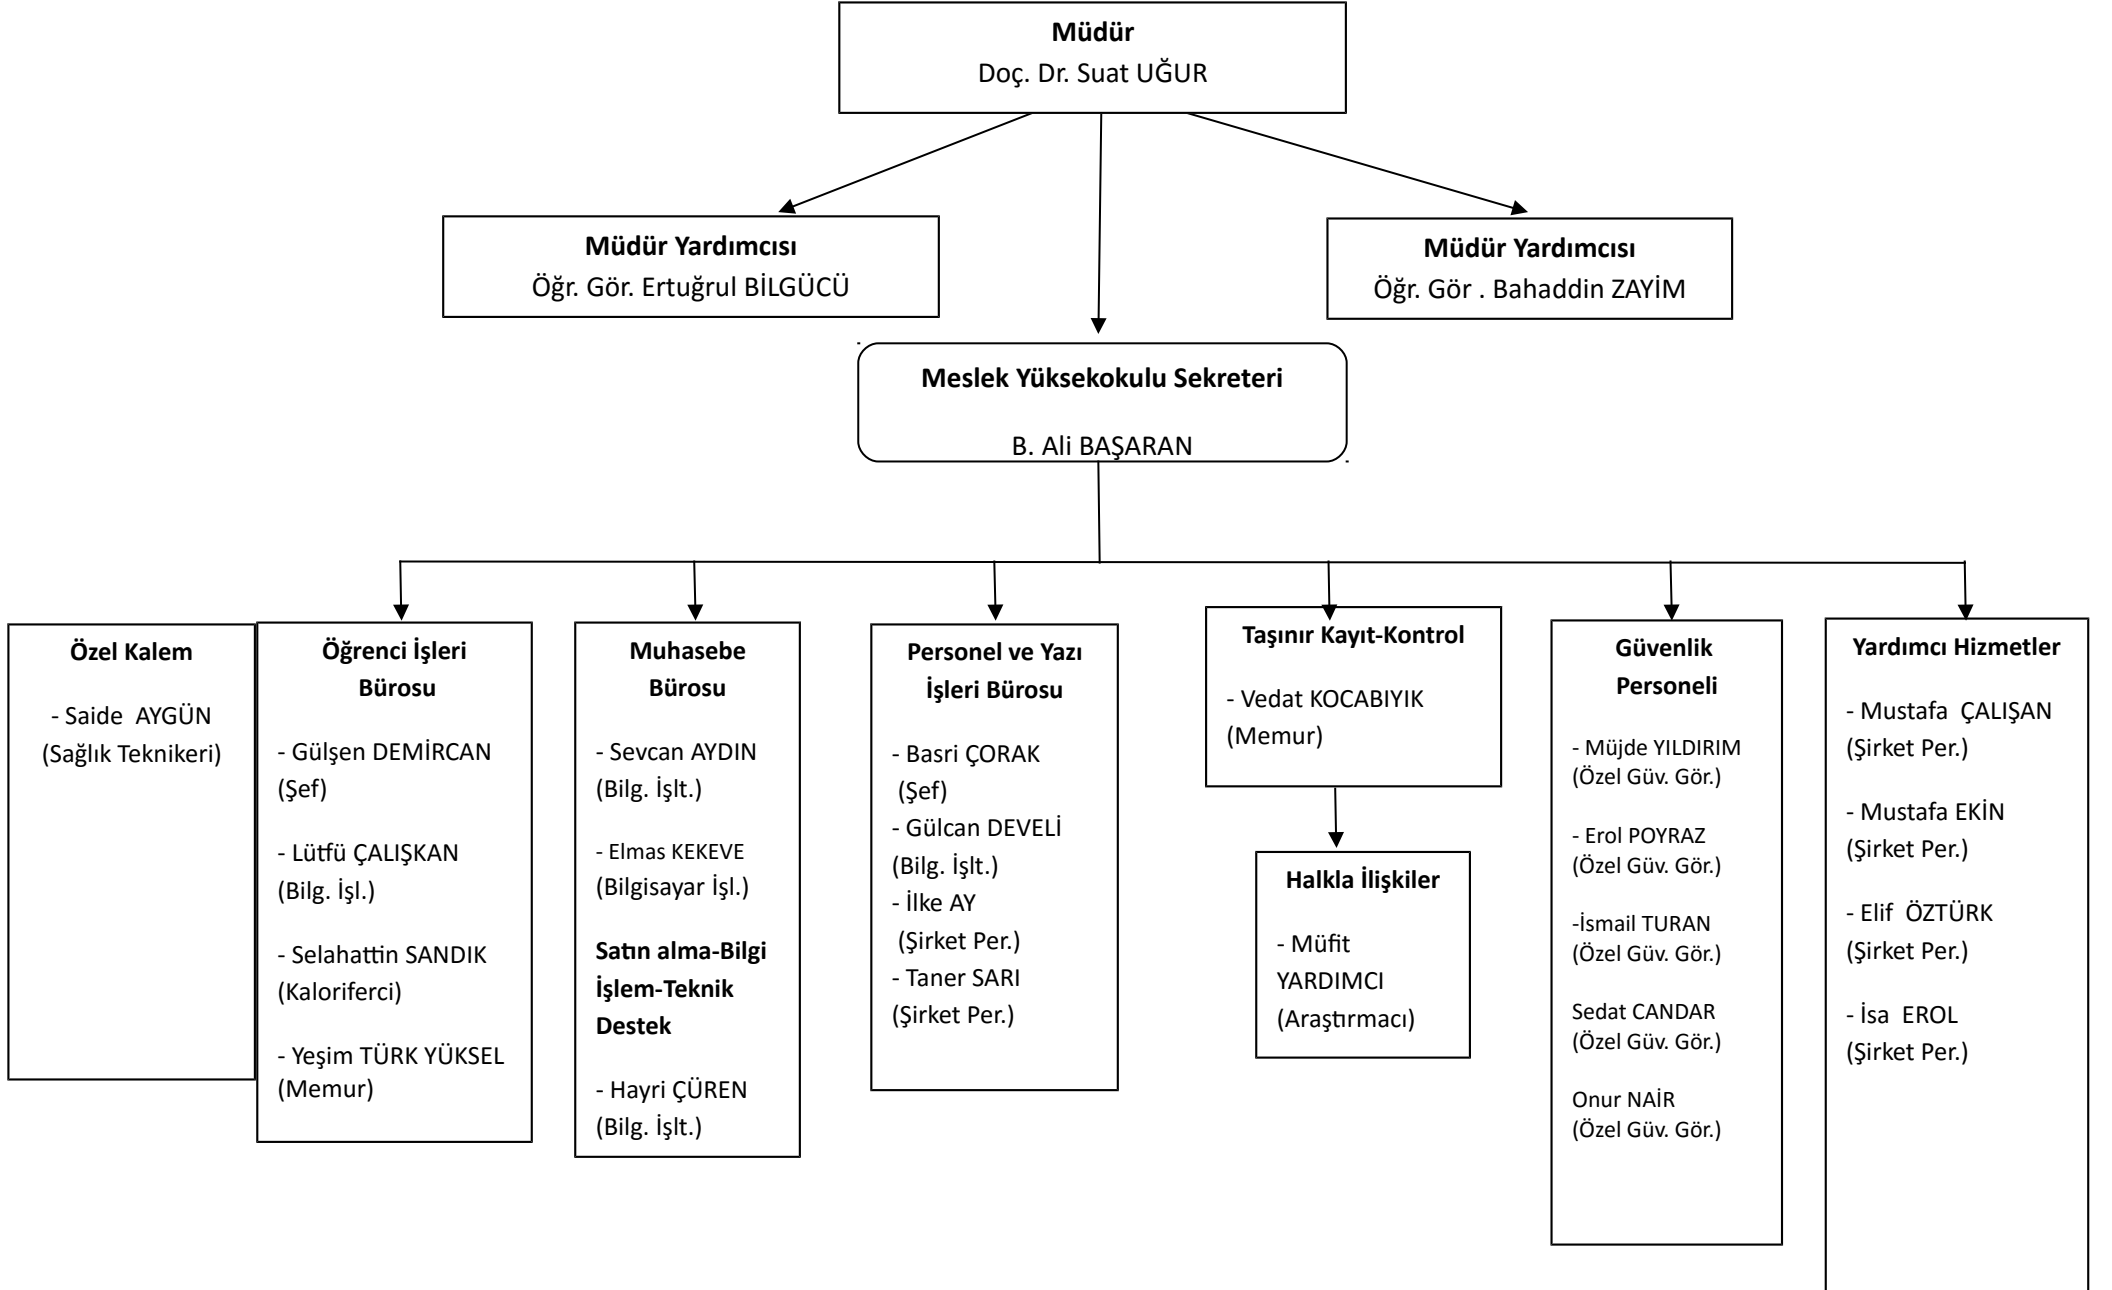 Müdür
Doç. Dr. Suat UĞUR
Müdür Yardımcısı
Öğr. Gör. Ertuğrul BİLGÜCÜ
Müdür Yardımcısı
Öğr. Gör . Bahaddin ZAYİM
Meslek Yüksekokulu Sekreteri
B. Ali BAŞARAN
Özel Kalem
- Saide  AYGÜN
(Sağlık Teknikeri)
Öğrenci İşleri
Bürosu
- Gülşen DEMİRCAN
(Şef)
- Lütfü ÇALIŞKAN
(Bilg. İşl.)
- Selahattin SANDIK
(Kaloriferci)
- Yeşim TÜRK YÜKSEL
(Memur)
Muhasebe
Bürosu
- Sevcan AYDIN
(Bilg. İşlt.)
- Elmas KEKEVE
(Bilgisayar İşl.)
Satın alma-Bilgi
İşlem-Teknik
Destek
- Hayri ÇÜREN
(Bilg. İşlt.)
Personel ve Yazı
İşleri Bürosu
- Basri ÇORAK
(Şef)
- Gülcan DEVELİ
(Bilg. İşlt.)
- İlke AY
(Şirket Per.)
- Taner SARI
(Şirket Per.)
Taşınır Kayıt-Kontrol
- Vedat KOCABIYIK
(Memur)
Halkla İlişkiler
- Müfit
YARDIMCI
(Araştırmacı)
Güvenlik
Personeli
- Müjde YILDIRIM
(Özel Güv. Gör.)
- Erol POYRAZ
(Özel Güv. Gör.)
-İsmail TURAN
(Özel Güv. Gör.)
Sedat CANDAR
(Özel Güv. Gör.)
Onur NAİR
(Özel Güv. Gör.)
Yardımcı Hizmetler
- Mustafa  ÇALIŞAN
(Şirket Per.)
- Mustafa EKİN
(Şirket Per.)
- Elif  ÖZTÜRK
(Şirket Per.)
- İsa  EROL
(Şirket Per.)